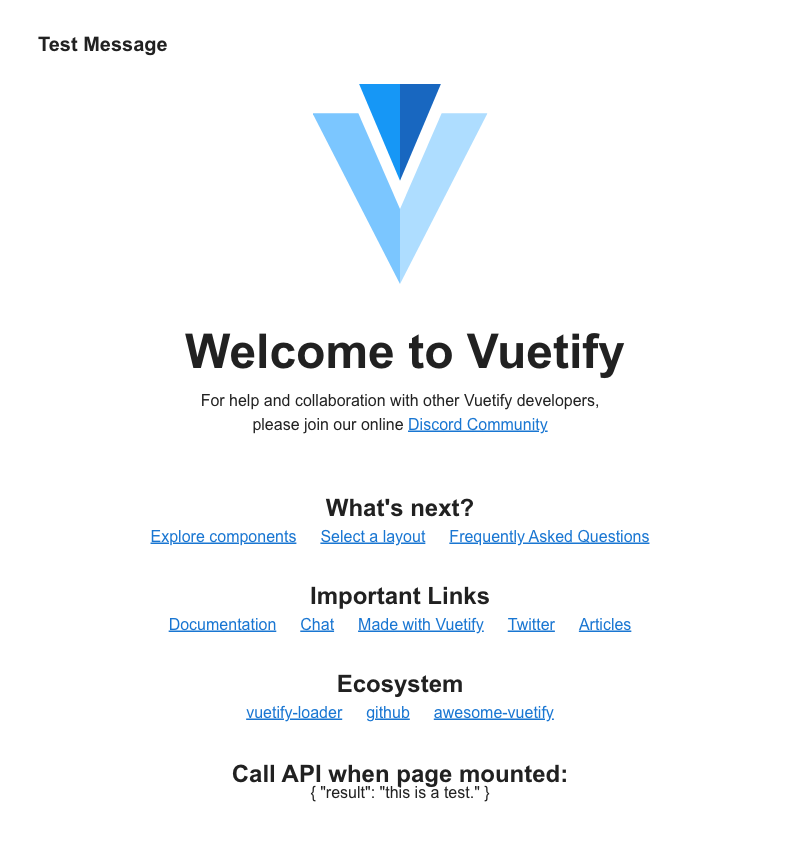 Test Message
Welcome to Vuetify
For help and collaboration with other Vuetify developers,
please join our online Discord Community
What's next?
Explore components Select a layout Frequently Asked Questions
Important Links
Documentation Chat Made with Vuetify Twitter Articles
Ecosystem
vuetify-loader github awesome-vuetify
Call API when page mounted:
{ "result": "this is a test." }